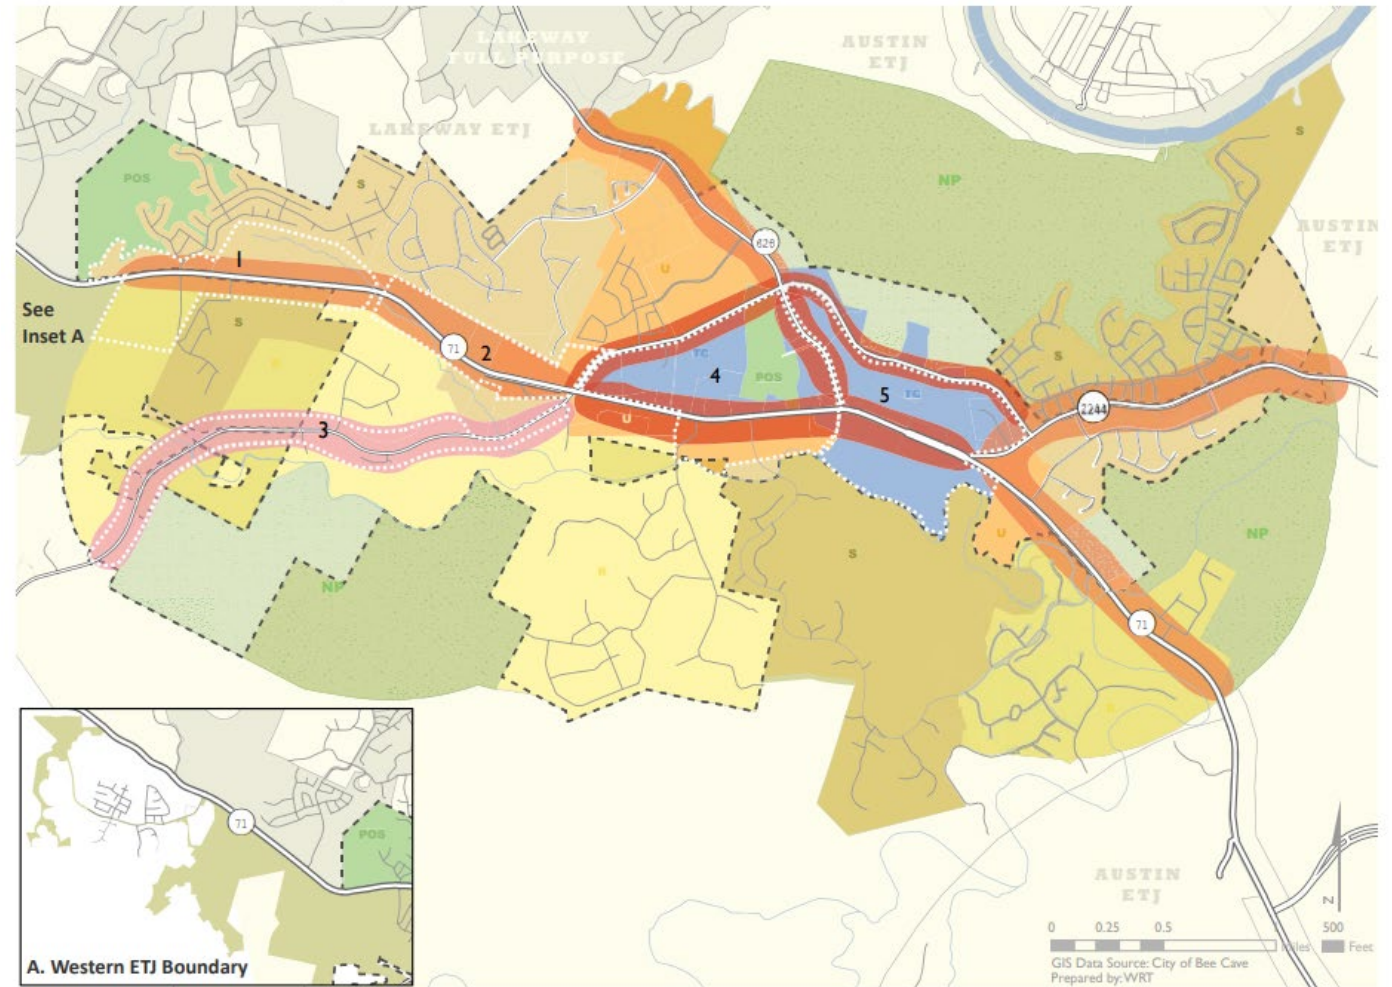 LAKEWAY
FULL PURPOSE
AUSTIN
ETJ
LAKEWAY ETJ
S
POS
S
NP
AUSTIN
ETJ
620
1
U
See
Inset A
S
71
2
TC
4
POS
S
5
TC
2244
U
3
U
NP
S
NP
R
71
A. Western ETJ Boundary
71
POS
AUSTIN
ETJ
N
0 0.25 0.5
Miles
500
Feet
GIS Data Source: City of Bee Cave
Prepared by: WRT